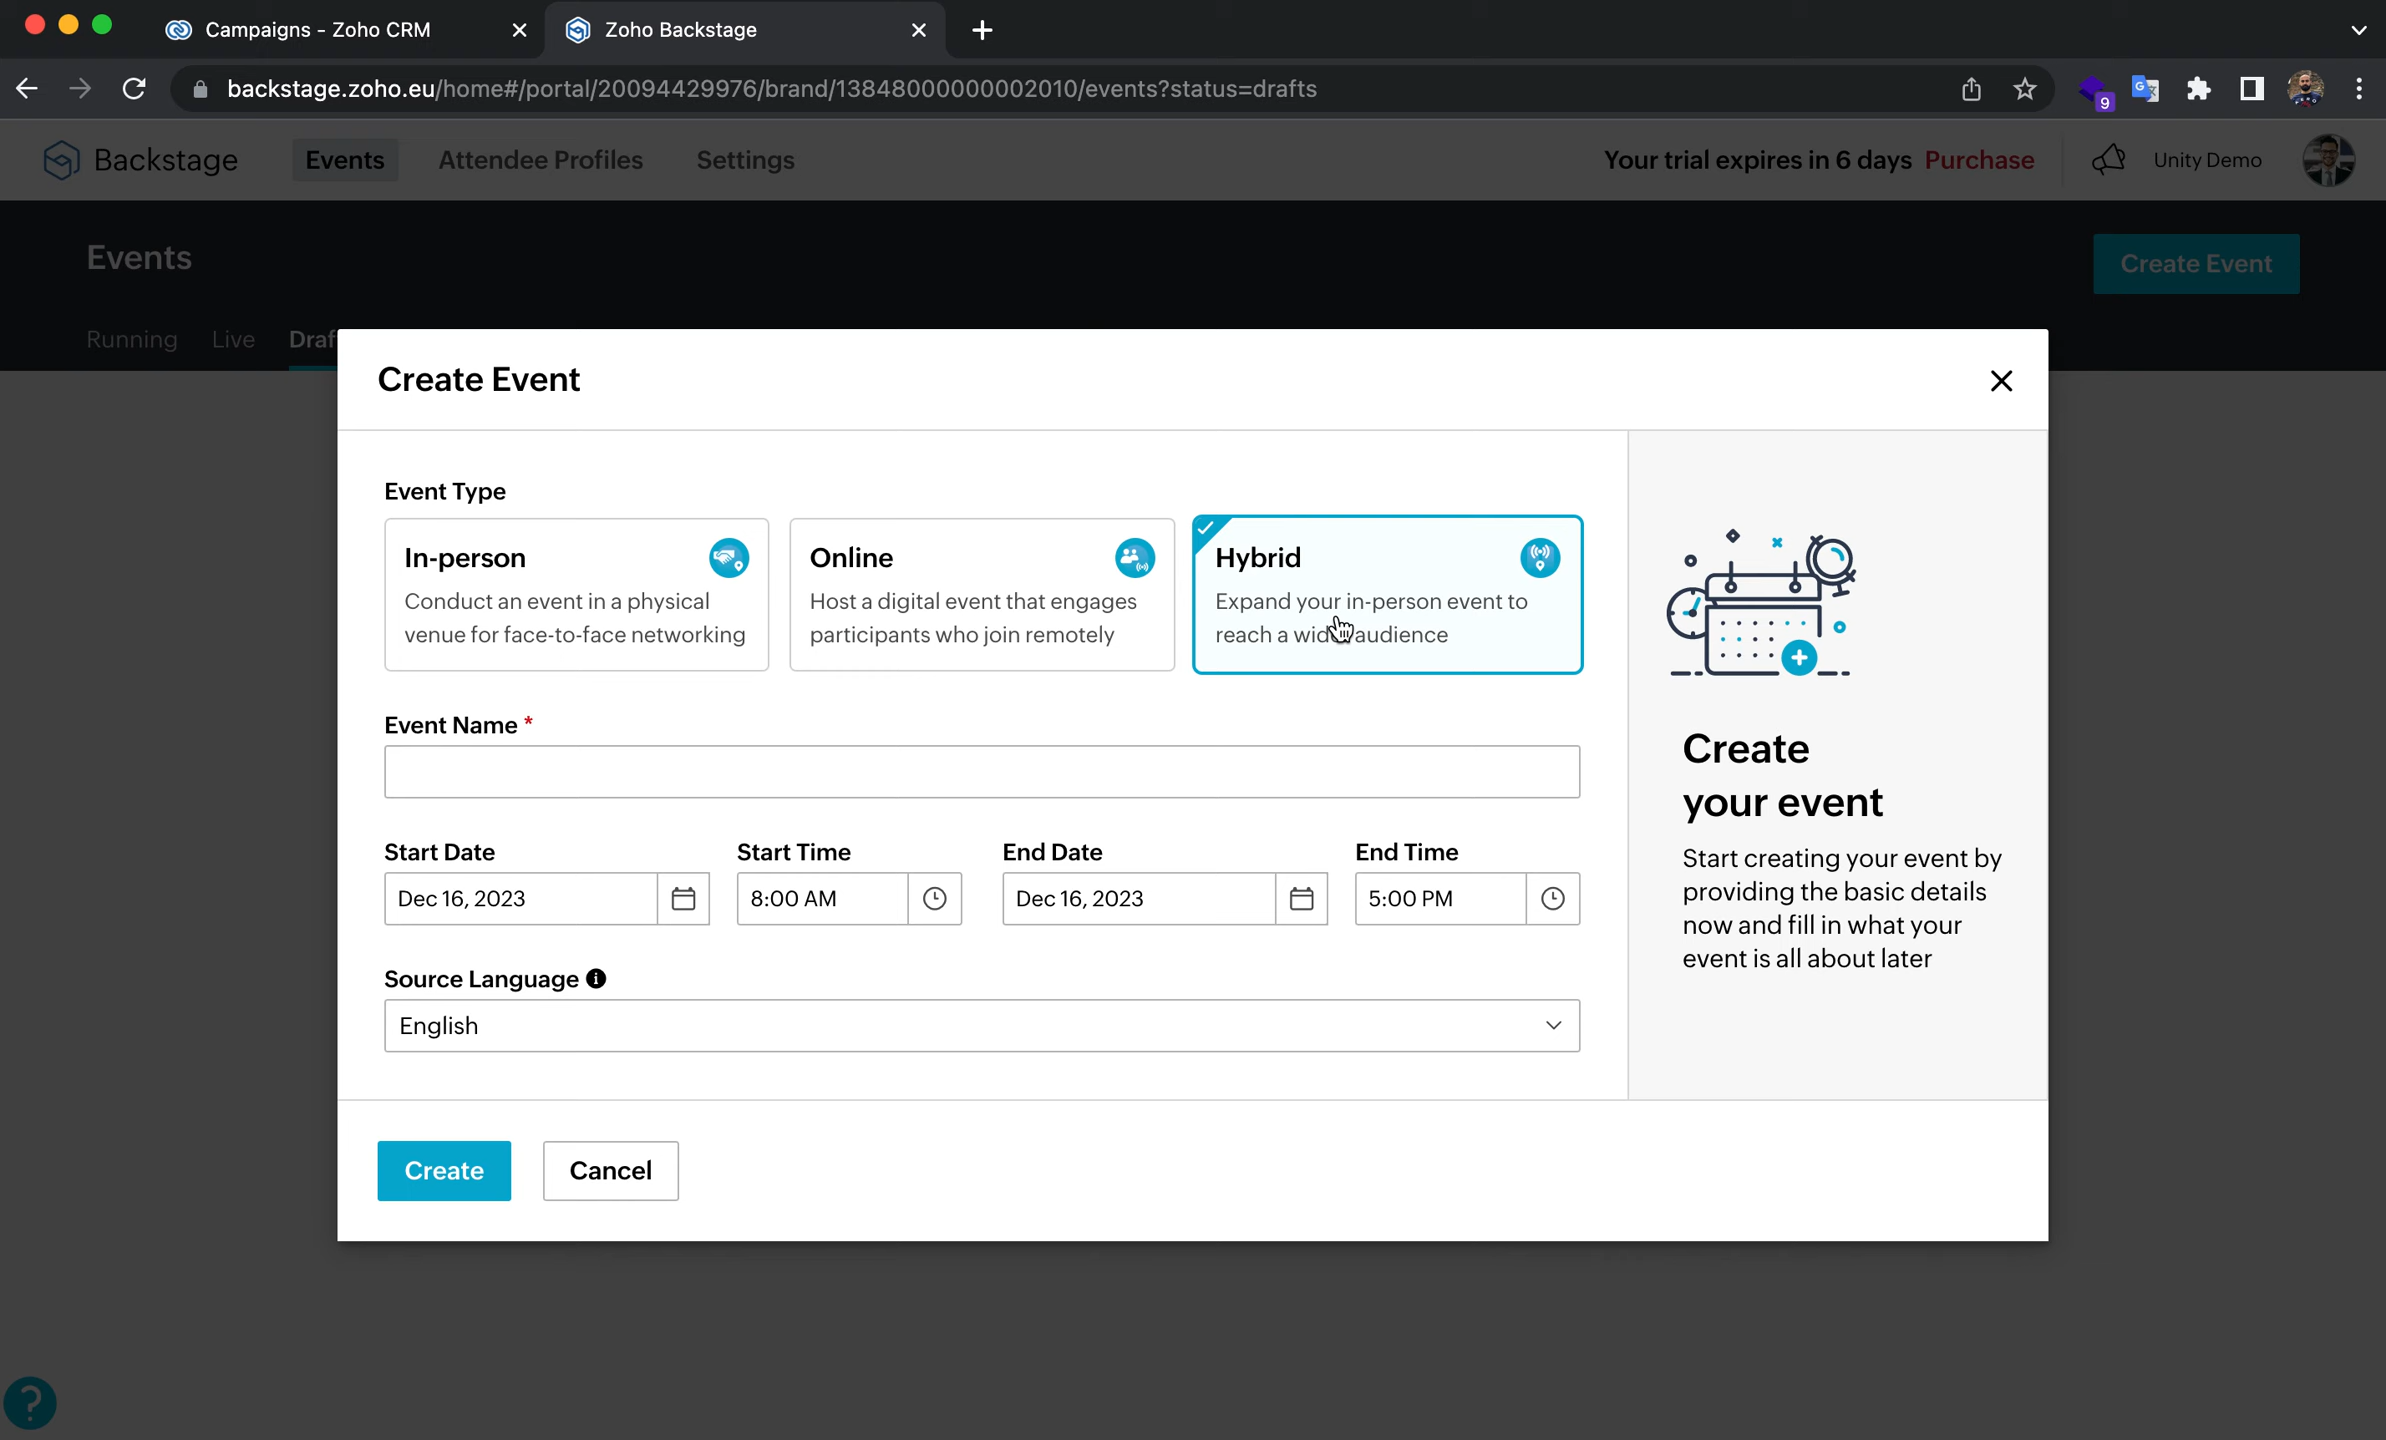 Campaigns - Zoho CRM
Zoho Backstage
backstage.zoho.eu/home#/portal/20094429976/brand/13848000000002010/events?status=drafts
9
Backstage
Events
Attendee Profiles
Settings
Your trial expires in 6 days Purchase
Unity Demo
Events
Create Event
Running
Live
Draf
Create Event
Event Type
In-person
Conduct an event in a physical
venue for face-to-face networking
Online
Host a digital event that engages
participants who join remotely
Hybrid
Expand your in-person event to
reach a wid audience
Event Name *
Start Date
Start Time
End Date
End Time
Dec 16, 2023
8:00 AM
Dec 16, 2023
5:00 PM
Source Language
English
Create
your event
Start creating your event by
providing the basic details
now and fill in what your
event is all about later
Create
Cancel
?